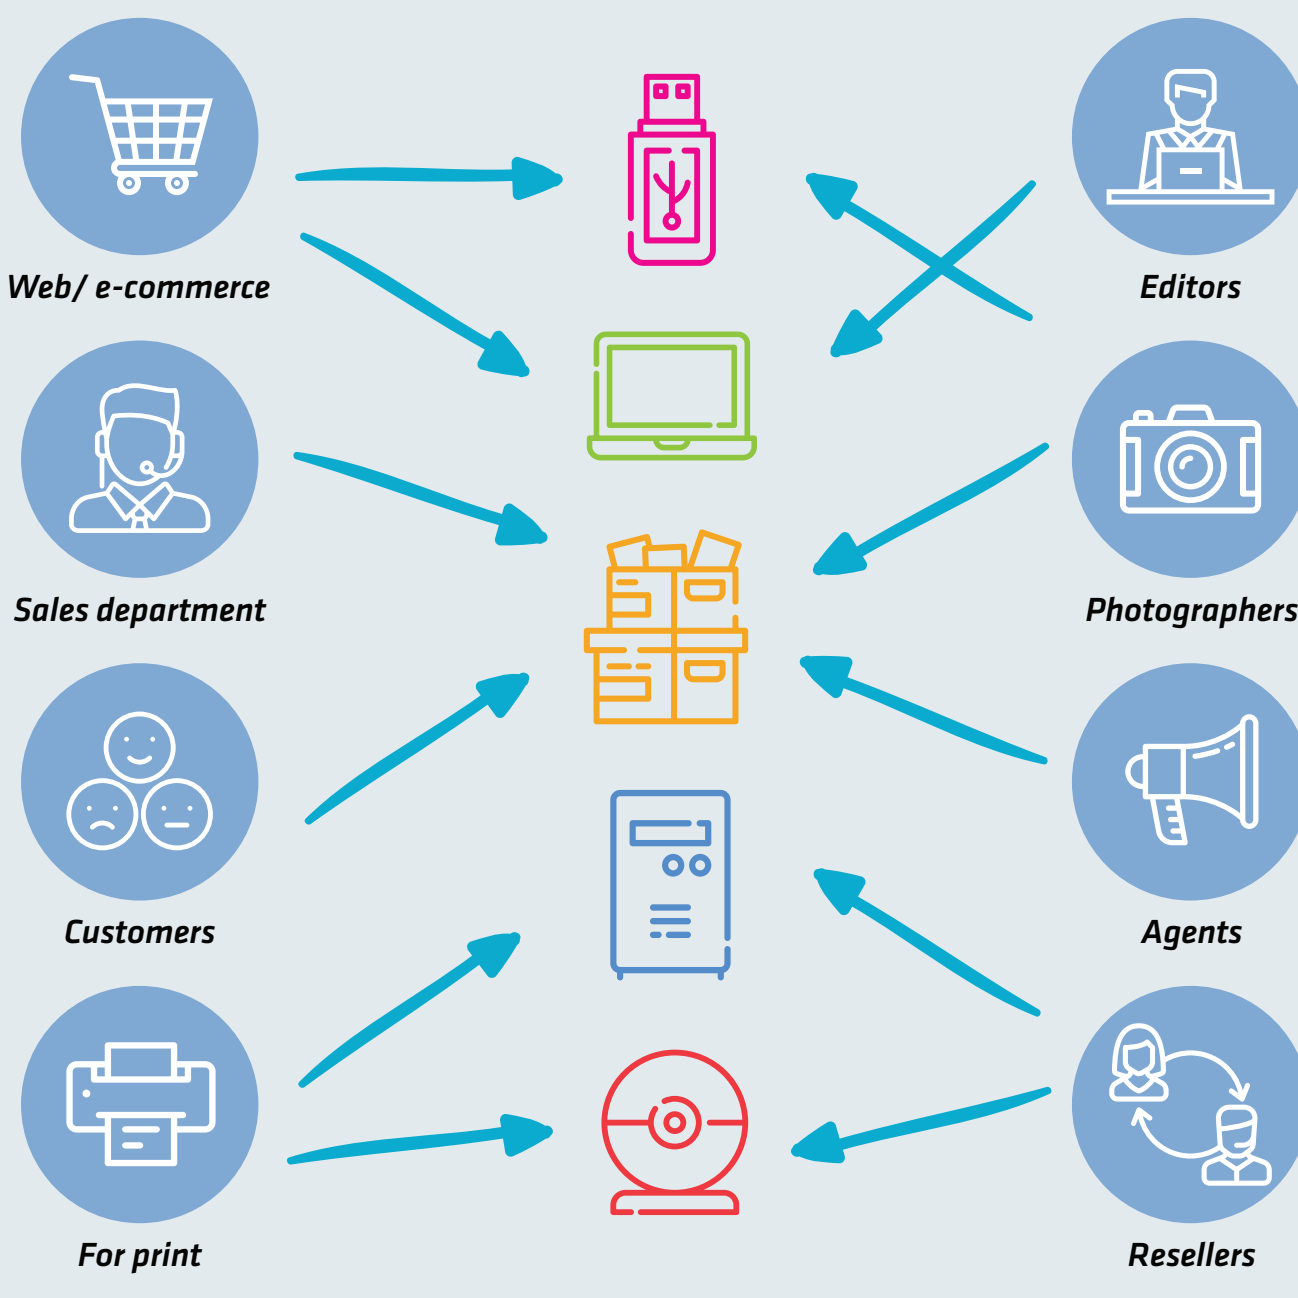 Web/ e-commerce
Editors
Sales department
Photographers
Customers
Agents
For print
Resellers